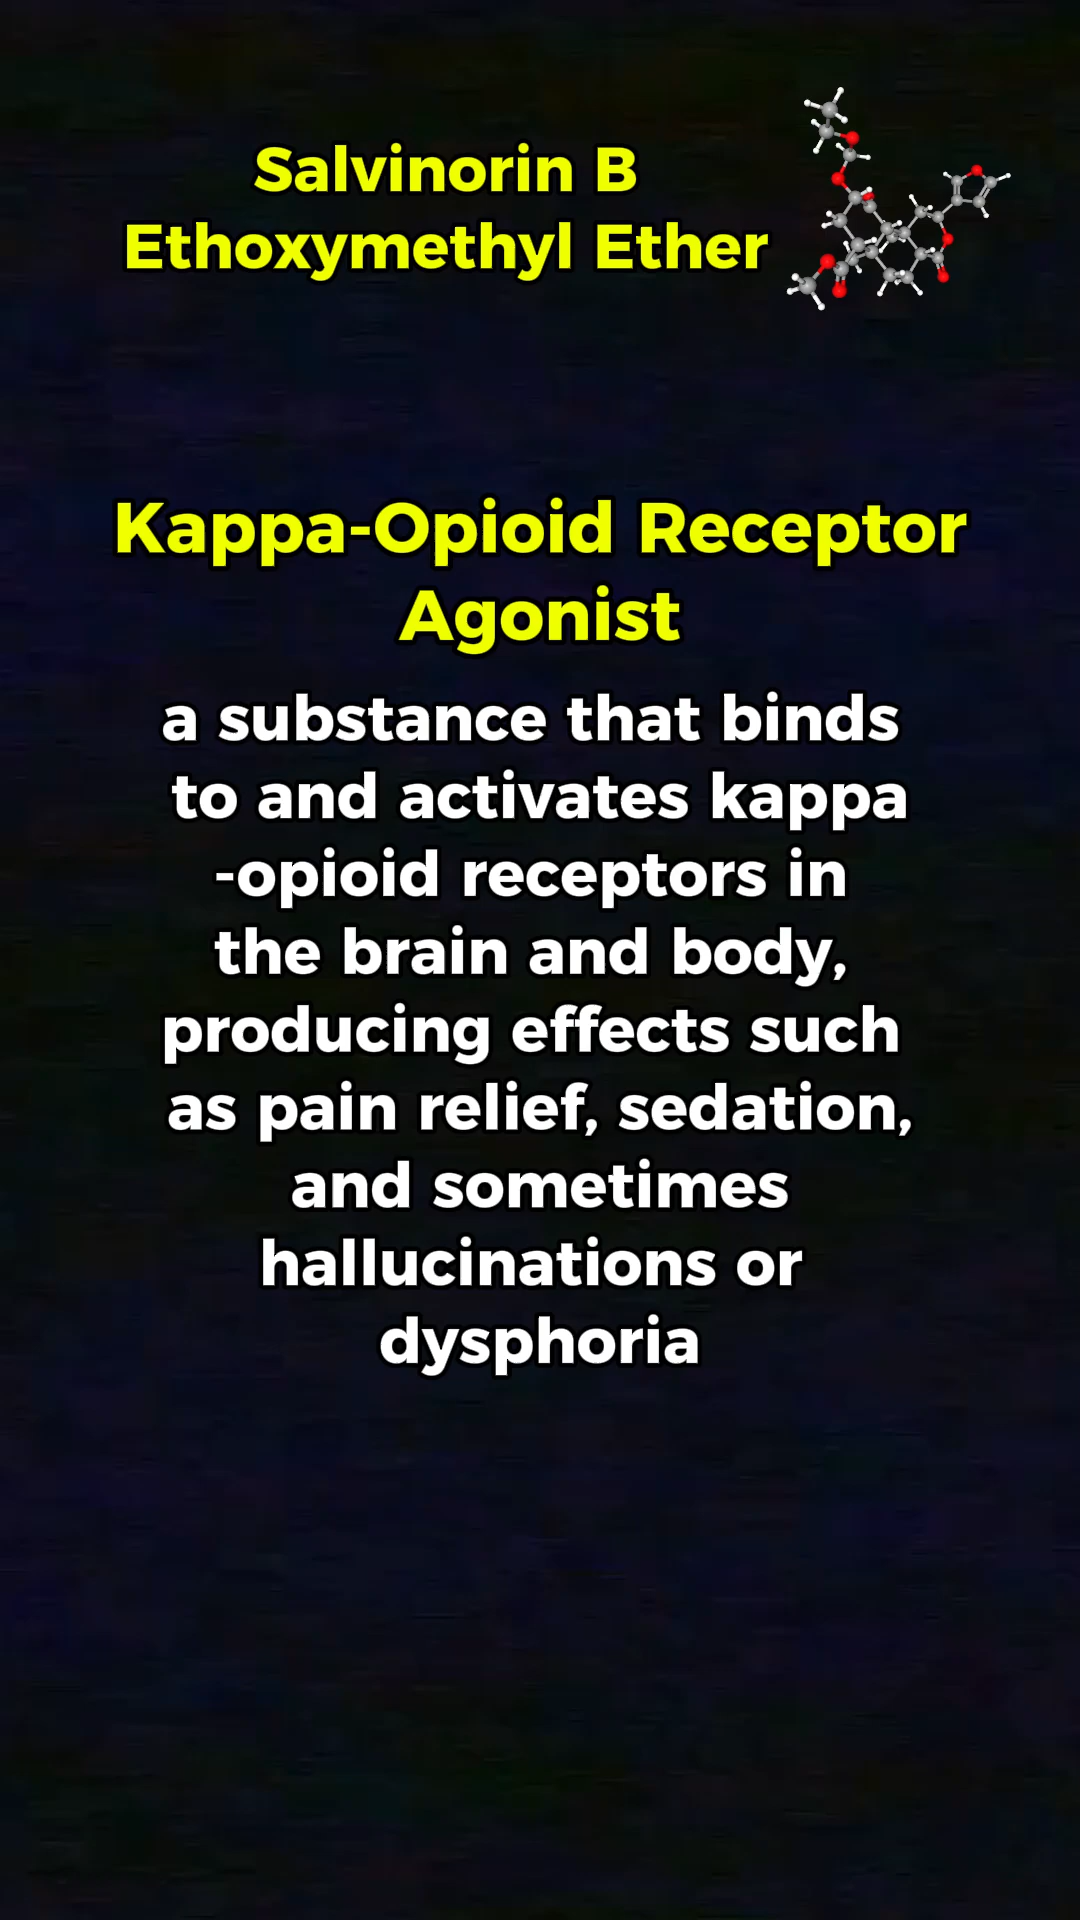 Salvinorin B
Ethoxymethyl Ether
Kappa-Opioid Receptor
Agonist
a substance that binds
to and activates kappa
-opioid receptors in
the brain and body,
producing effects such
as pain relief, sedation,
and sometimes
hallucinations or
dysphoria